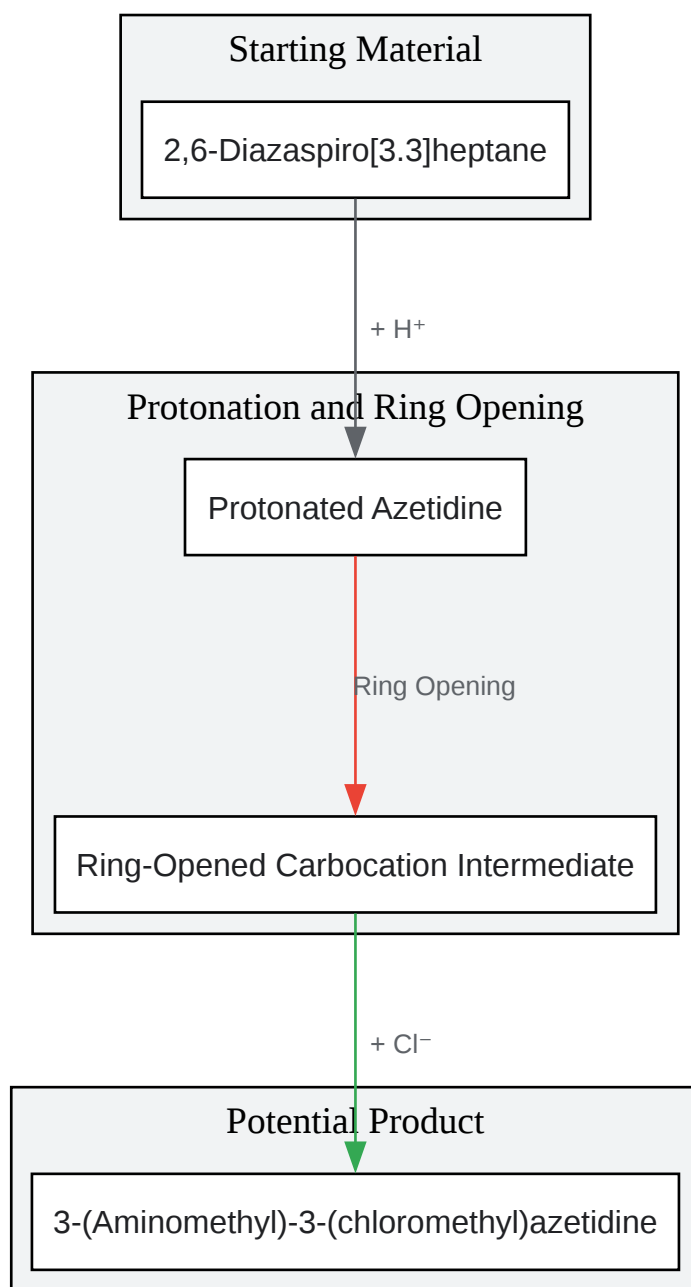 Starting Material
2,6-Diazaspiro[3.3]heptane
+ H⁺
Protonation and Ring Opening
Protonated Azetidine
Ring Opening
Ring-Opened Carbocation Intermediate
+ Cl⁻
Potential Product
3-(Aminomethyl)-3-(chloromethyl)azetidine